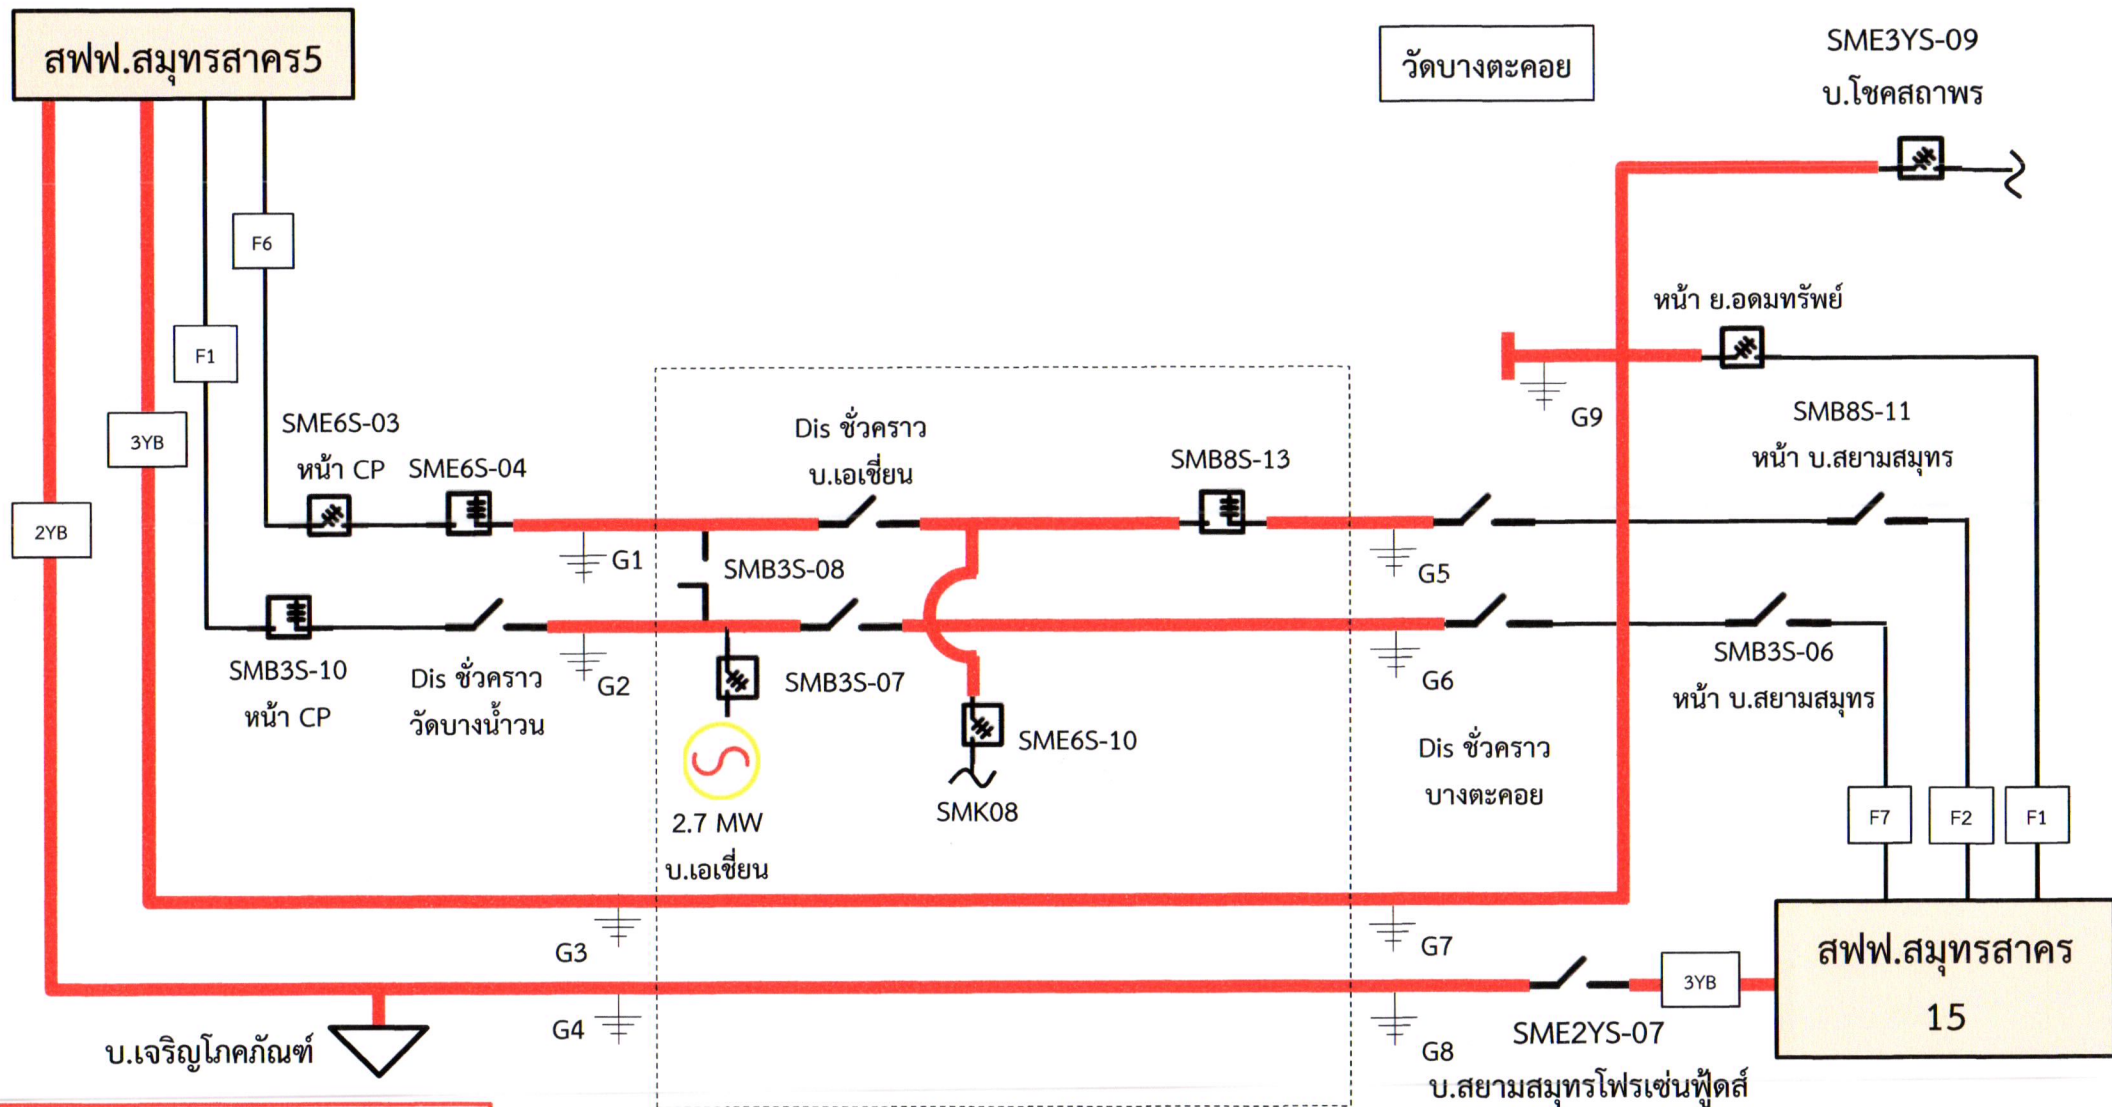 สฟฟ.สมุทรสาคร5
วัดบางตะคอย
SME3YS-09
บ.โชคสถาพร
F6
หน้า ย.อดมทรัพย์
F1
SME6S-03
หน้า CP
SME6S-04
3YB
Dis ชั่วคราว
บ.เอเชี่ยน
SMB8S-13
G9
SMB8S-11
หน้า บ.สยามสมุทร
2YB
G1
SMB3S-08
G5
SMB3S-10
หน้า CP
Dis ชั่วคราว
วัดบางน้ำวน
G2
SMB3S-07
G6
SMB3S-06
หน้า บ.สยามสมุทร
SME6S-10
Dis ชั่วคราว
บางตะคอย
2.7 MW
บ.เอเชี่ยน
SMK08
F7
F2
F1
G3
G7
สฟฟ.สมุทรสาคร
15
3YB
G4
G8
SME2YS-07
บ.สยามสมุทรโฟรเซ่นฟู้ดส์
บ.เจริญโภคภัณฑ์